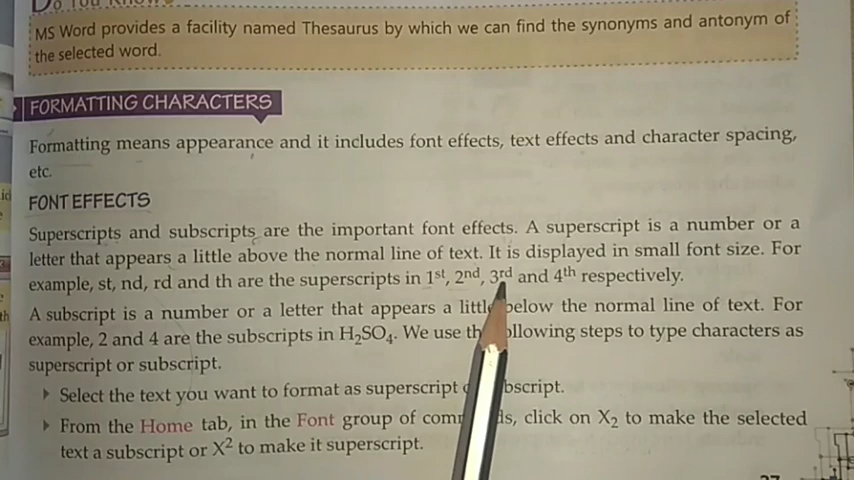 Do You Know
MS Word provides a facility named Thesaurus by which we can find the synonyms and antonym of
the selected word.
FORMATTING CHARACTERS
Formatting means appearance and it includes font effects, text effects and character spacing,
etc.
FONT EFFECTS
Superscripts and subscripts are the important font effects. A superscript is a number or a
letter that appears a little above the normal line of text. It is displayed in small font size. For
example, st, nd, rd and th are the superscripts in 1st, 2nd, 3rd and 4th respectively.
A subscript is a number or a letter that appears a little below the normal line of text. For
example, 2 and 4 are the subscripts in H₂SO₄. We use the following steps to type characters as
superscript or subscript.
Select the text you want to format as superscript or subscript.
From the Home tab, in the Font group of commands, click on X₂ to make the selected
text a subscript or X² to make it superscript.